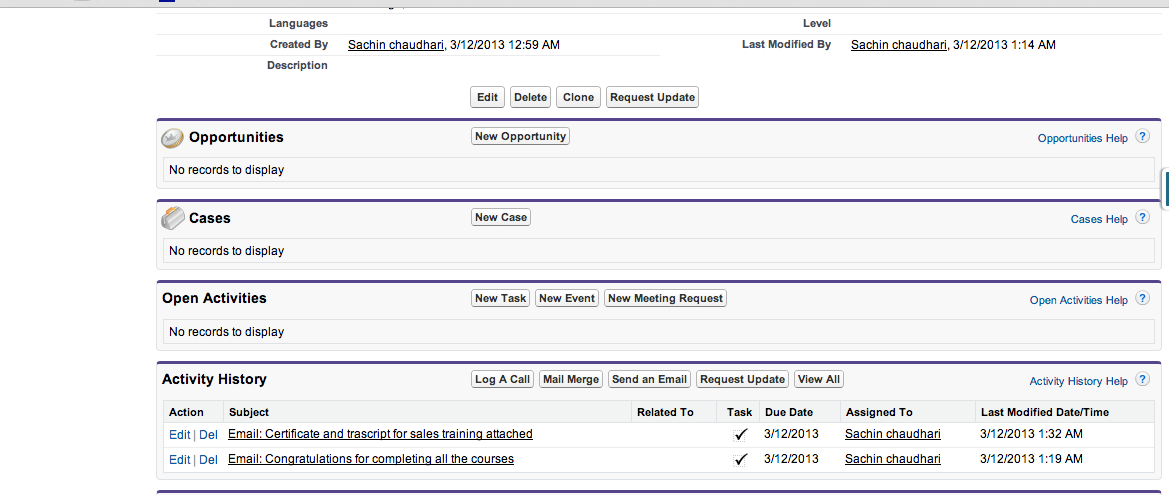 Languages Level
Created By Sachin chaudhari, 3/12/2013 12:59 AM Last Modified By Sachin chaudhari, 3/12/2013 1:14 AM
Description
Edit Delete Clone Request Update
Opportunities New Opportunity Opportunities Help ?
No records to display
Cases New Case Cases Help ?
No records to display
Open Activities New Task New Event New Meeting Request Open Activities Help ?
No records to display
Activity History Log A Call Mail Merge Send an Email Request Update View All Activity History Help ?
Action Subject Related To Task Due Date Assigned To Last Modified Date/Time
Edit | Del Email: Certificate and trascript for sales training attached 3/12/2013 Sachin chaudhari 3/12/2013 1:32 AM
Edit | Del Email: Congratulations for completing all the courses 3/12/2013 Sachin chaudhari 3/12/2013 1:19 AM